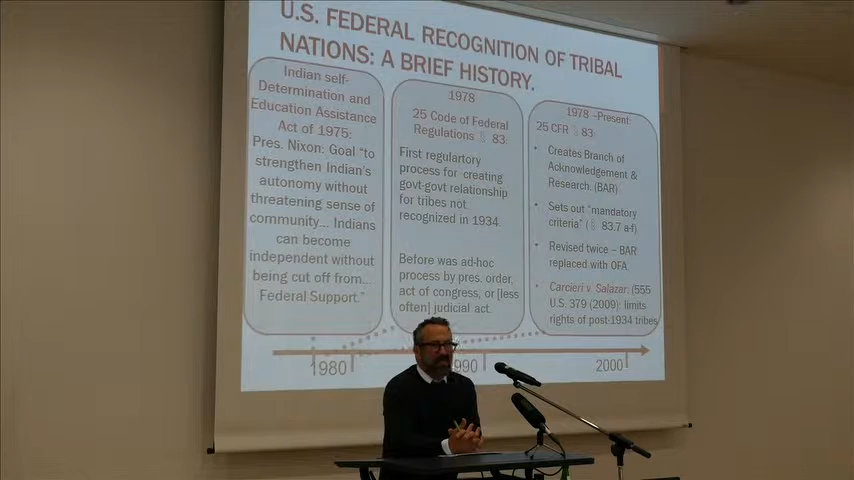 U.S. FEDERAL RECOGNITION OF TRIBAL
NATIONS: A BRIEF HISTORY.
Indian self-
Determination and
Education Assistance
Act of 1975:
Pres. Nixon: Goal "to
strengthen Indian's
autonomy without
threatening sense of
community... Indians
can become
independent without
being cut off from...
Federal Support."
1978
25 Code of Federal
Regulations § 83:
First regulartory
process for creating
govt-govt relationship
for tribes not
recognized in 1934.
Before was ad-hoc
process by pres. order,
act of congress, or [less
often] judicial act.
1978 -Present:
25 CFR § 83:
• Creates Branch of
Acknowledgement &
Research (BAR)
• Sets out "mandatory
criteria" (§ 83.7 a-f)
• Revised twice – BAR
replaced with OFA.
• Carcieri v. Salazar: (555
U.S. 379 (2009): limits
rights of post-1934 tribes
1980
990
2000